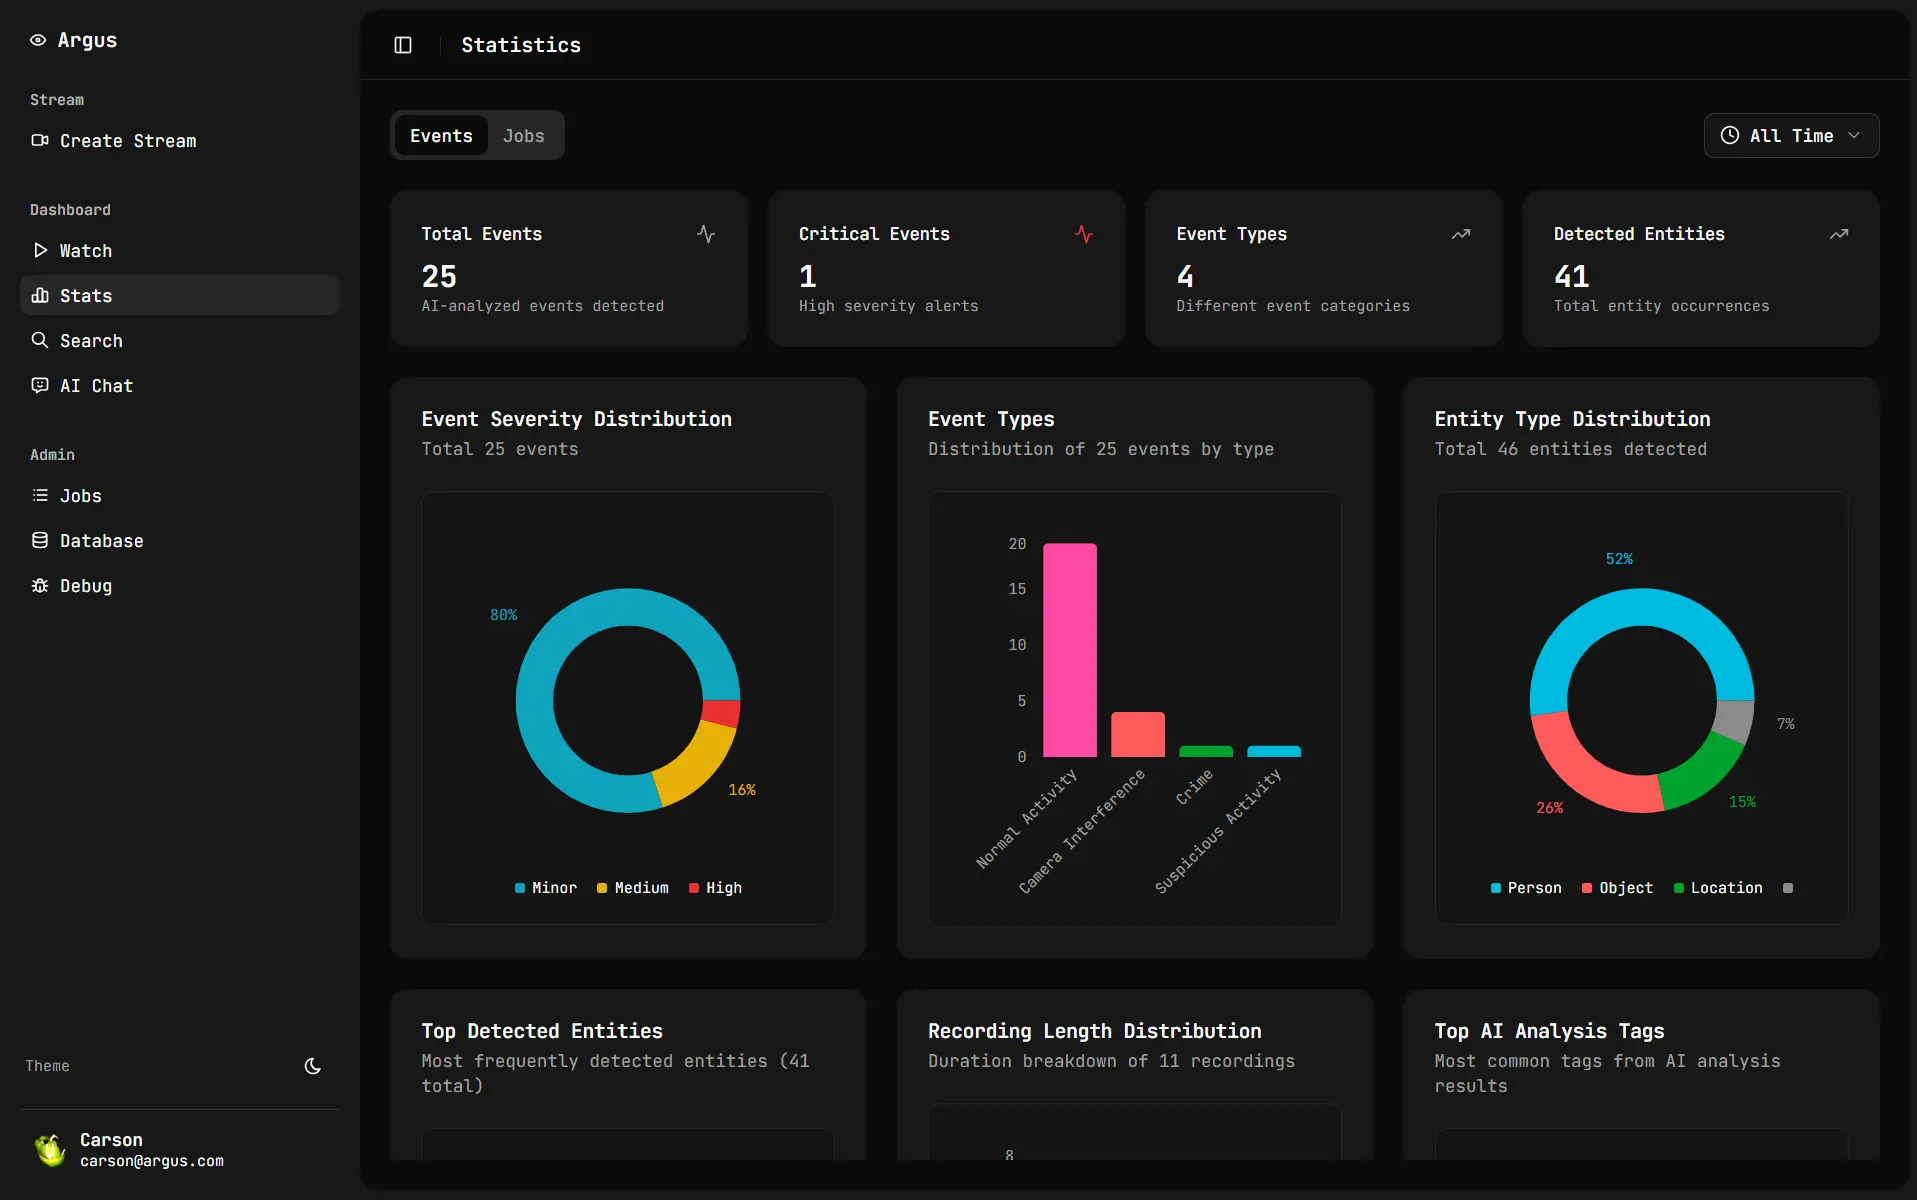 Argus
Stream
Create Stream
Dashboard
Watch
Stats
Search
AI Chat
Admin
Jobs
Database
Debug
Theme
Carson
carson@argus.com
Statistics
Events
Jobs
All Time
Total Events
25
AI-analyzed events detected
Critical Events
1
High severity alerts
Event Types
4
Different event categories
Detected Entities
41
Total entity occurrences
Event Severity Distribution
Total 25 events
80%
16%
Minor
Medium
High
Event Types
Distribution of 25 events by type
20
15
10
5
0
Normal Activity
Camera Interference
Crime
Suspicious Activity
Entity Type Distribution
Total 46 entities detected
52%
7%
26%
15%
Person
Object
Location
Top Detected Entities
Most frequently detected entities (41
total)
Recording Length Distribution
Duration breakdown of 11 recordings
8
Top AI Analysis Tags
Most common tags from AI analysis
results